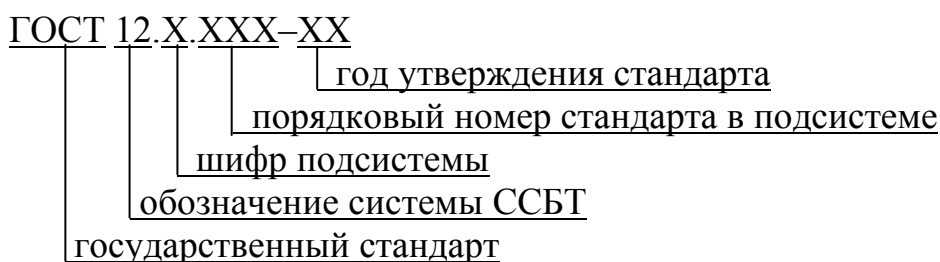 ГОСТ 12.Х.ХХХ–ХХ
год утверждения стандарта
порядковый номер стандарта в подсистеме
шифр подсистемы
обозначение системы ССБТ
государственный стандарт